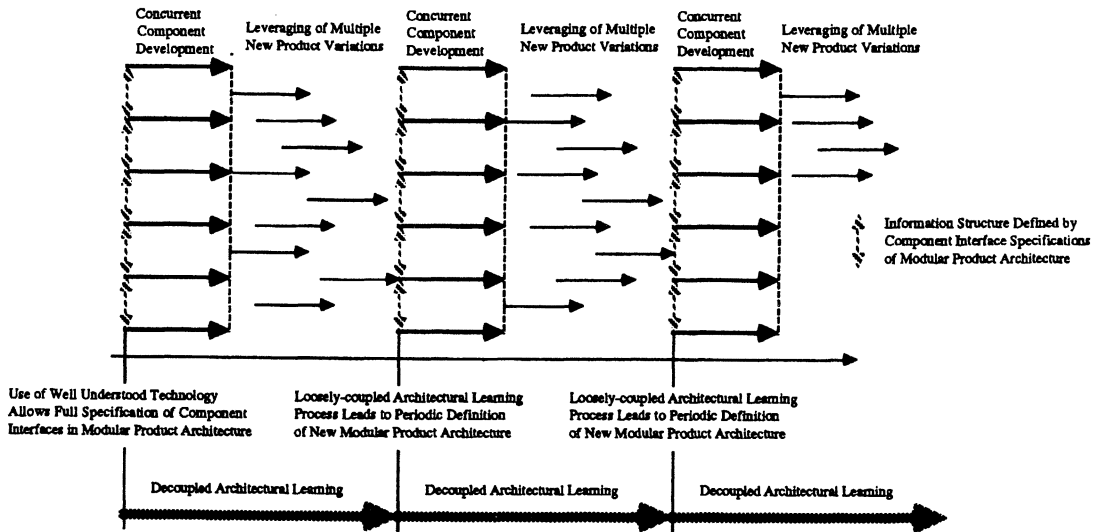 Concurrent
Component
Development
Leveraging of Multiple
New Product Variations
Concurrent
Component
Development
Leveraging of Multiple
New Product Variations
Concurrent
Component
Development
Leveraging of Multiple
New Product Variations
Information Structure Defined by
Component Interface Specifications
of Modular Product Architecture
Use of Well Understood Technology
Allows Full Specification of Component
Interfaces in Modular Product Architecture
Loosely-coupled Architectural Learning
Process Leads to Periodic Definition
of New Modular Product Architecture
Loosely-coupled Architectural Learning
Process Leads to Periodic Definition
of New Modular Product Architecture
Decoupled Architectural Learning
Decoupled Architectural Learning
Decoupled Architectural Learning